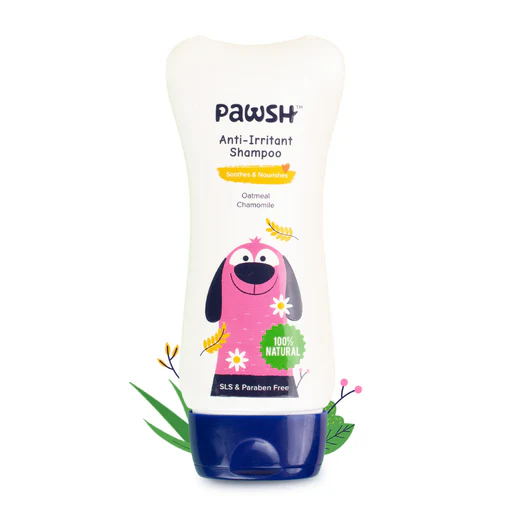 PAWSH™
Anti-Irritant
Shampoo
Soothes & Nourishes
Oatmeal
Chamomile
100%
NATURAL
SLS & Paraben Free